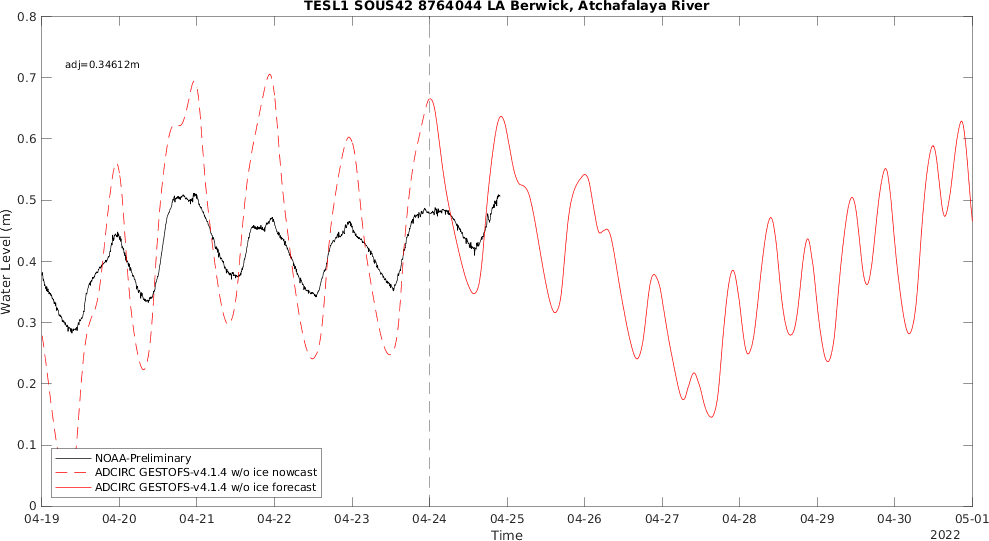 TESL1 SOUS42 8764044 LA Berwick, Atchafalaya River
adj=0.34612m
Water Level (m)
0.8
0.7
0.6
0.5
0.4
0.3
0.2
0.1
0
NOAA-Preliminary
ADCIRC GESTOFS-v4.1.4 w/o ice nowcast
ADCIRC GESTOFS-v4.1.4 w/o ice forecast
04-19 04-20 04-21 04-22 04-23 04-24 04-25 04-26 04-27 04-28 04-29 04-30 05-01
Time
2022